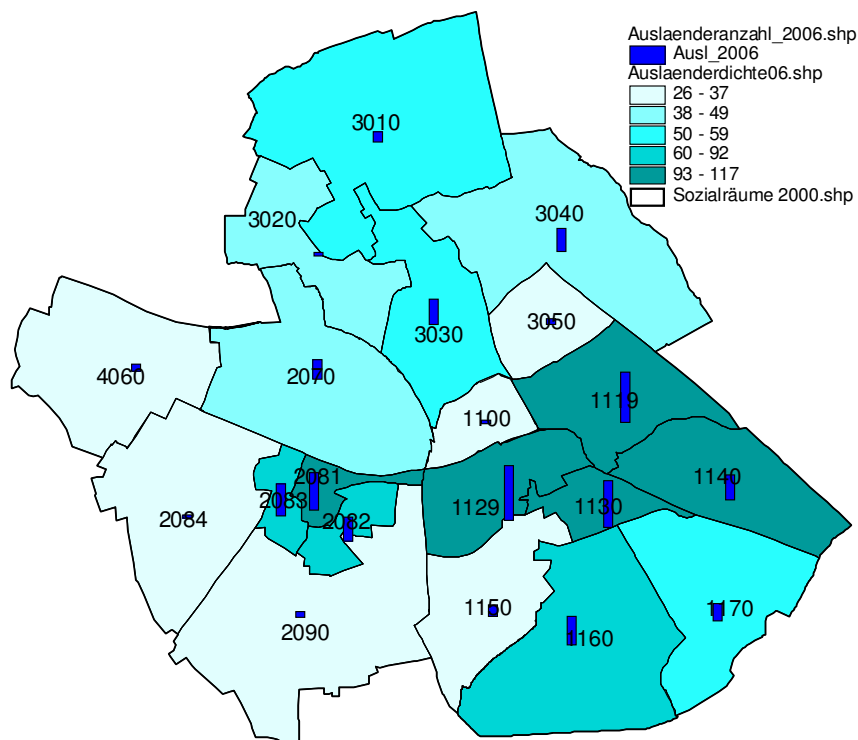 Auslaenderanzahl_2006.shp
Ausl_2006
Auslaenderdichte06.shp
26 - 37
38 - 49
50 - 59
60 - 92
93 - 117
Sozialräume 2000.shp
3010
3020
3040
3050
3030
4060
2070
1119
1100
2081
1140
2083
1129
1130
2084
2082
1150
1170
2090
1160